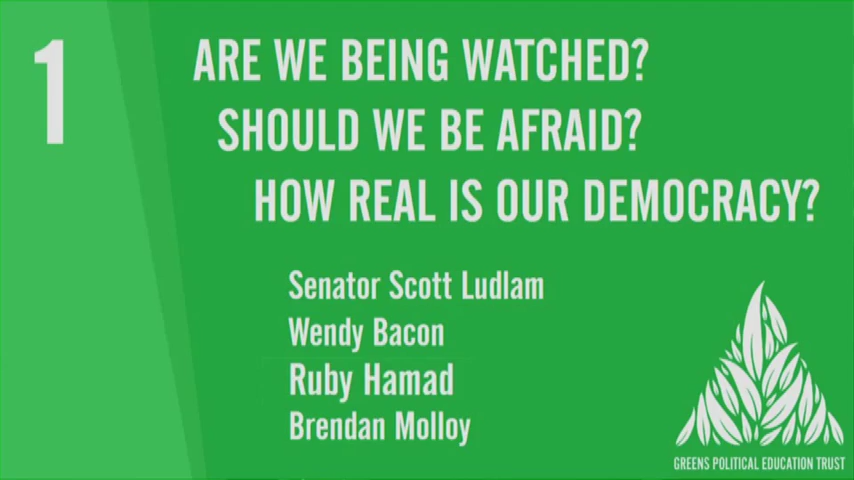 1
ARE WE BEING WATCHED?
SHOULD WE BE AFRAID?
HOW REAL IS OUR DEMOCRACY?
Senator Scott Ludlam
Wendy Bacon
Ruby Hamad
Brendan Molloy
GREENS POLITICAL EDUCATION TRUST